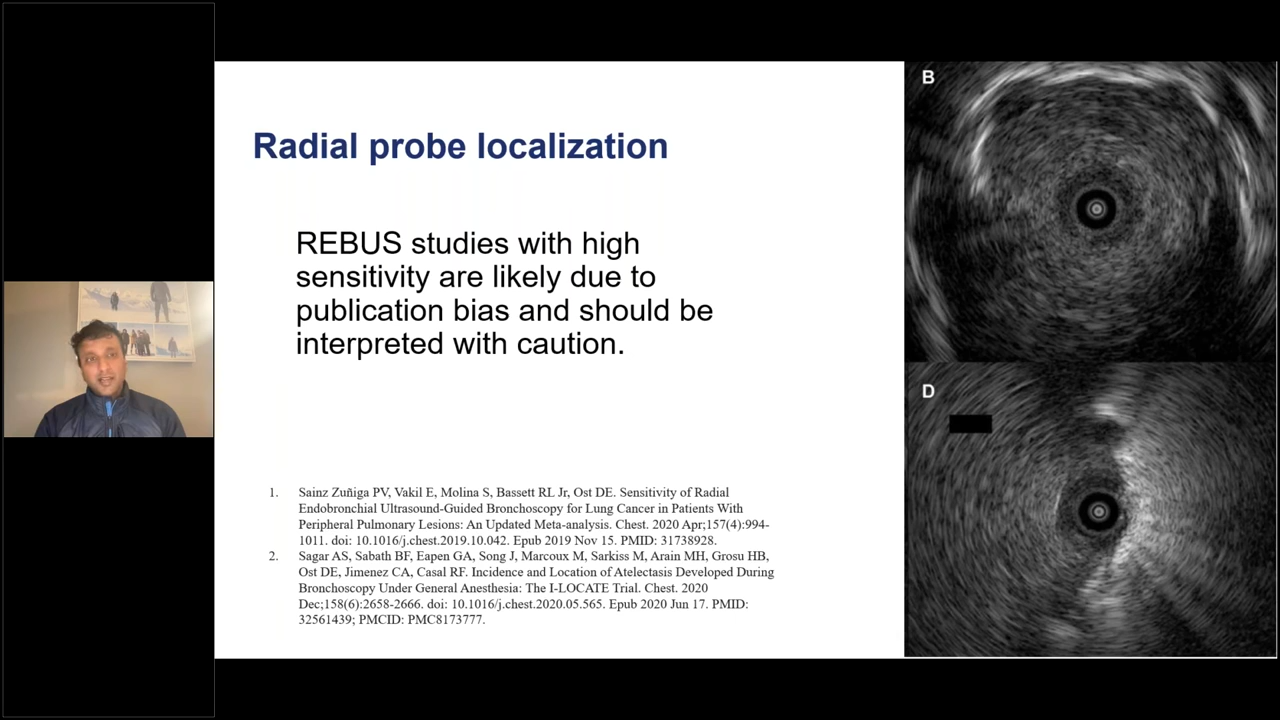 Radial probe localization
REBUS studies with high
sensitivity are likely due to
publication bias and should be
interpreted with caution.
1. Sainz Zuñiga PV, Vakil E, Molina S, Bassett RL Jr, Ost DE. Sensitivity of Radial
Endobronchial Ultrasound-Guided Bronchoscopy for Lung Cancer in Patients With
Peripheral Pulmonary Lesions: An Updated Meta-analysis. Chest. 2020 Apr;157(4):994-
1011. doi: 10.1016/j.chest.2019.10.042. Epub 2019 Nov 15. PMID: 31738928.
2. Sagar AS, Sabath BF, Eapen GA, Song J, Marcoux M, Sarkiss M, Arain MH, Grosu HB,
Ost DE, Jimenez CA, Casal RF. Incidence and Location of Atelectasis Developed During
Bronchoscopy Under General Anesthesia: The I-LOCATE Trial. Chest. 2020
Dec;158(6):2658-2666. doi: 10.1016/j.chest.2020.05.565. Epub 2020 Jun 17. PMID:
32561439; PMCID: PMC8173777.
B
D